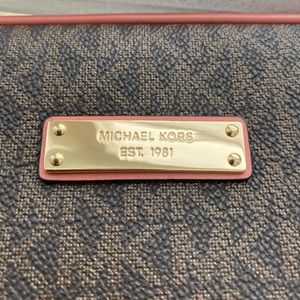 MICHAEL KORS
EST. 1981